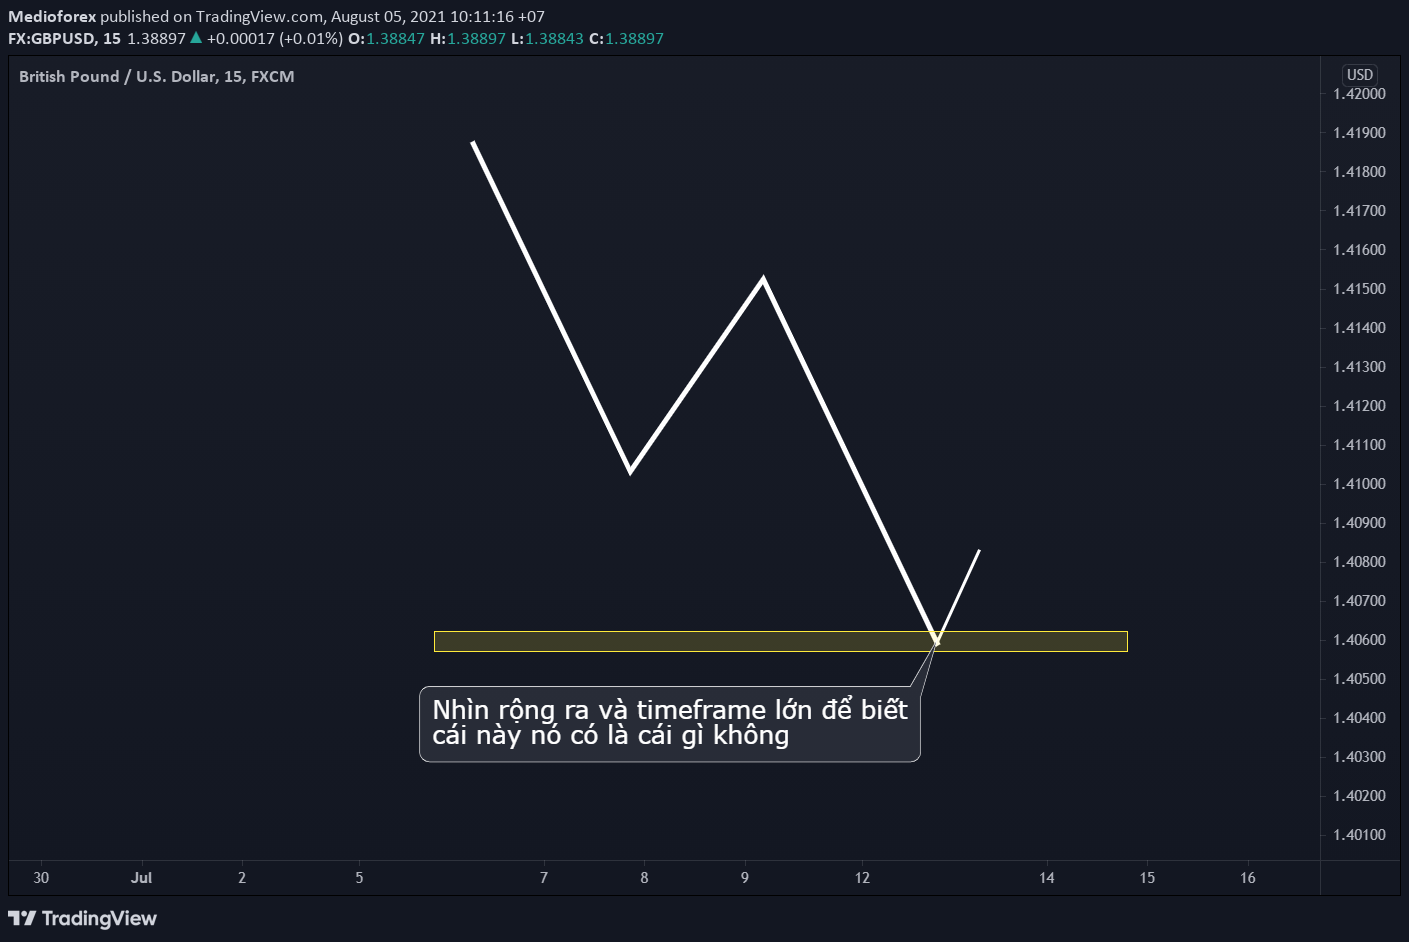 Medioforex published on TradingView.com, August 05, 2021 10:11:16 +07
FX:GBPUSD, 15 1.38897 ▲ +0.00017 (+0.01%) O:1.38847 H:1.38897 L:1.38843 C:1.38897
British Pound / U.S. Dollar, 15, FXCM
USD
1.42000
1.41900
1.41800
1.41700
1.41600
1.41500
1.41400
1.41300
1.41200
1.41100
1.41000
1.40900
1.40800
1.40700
1.40600
1.40500
1.40400
1.40300
1.40200
1.40100
Nhìn rộng ra và timeframe lớn để biết
cái này nó có là cái gì không
30 Jul 2 5 7 8 9 12 14 15 16
TradingView